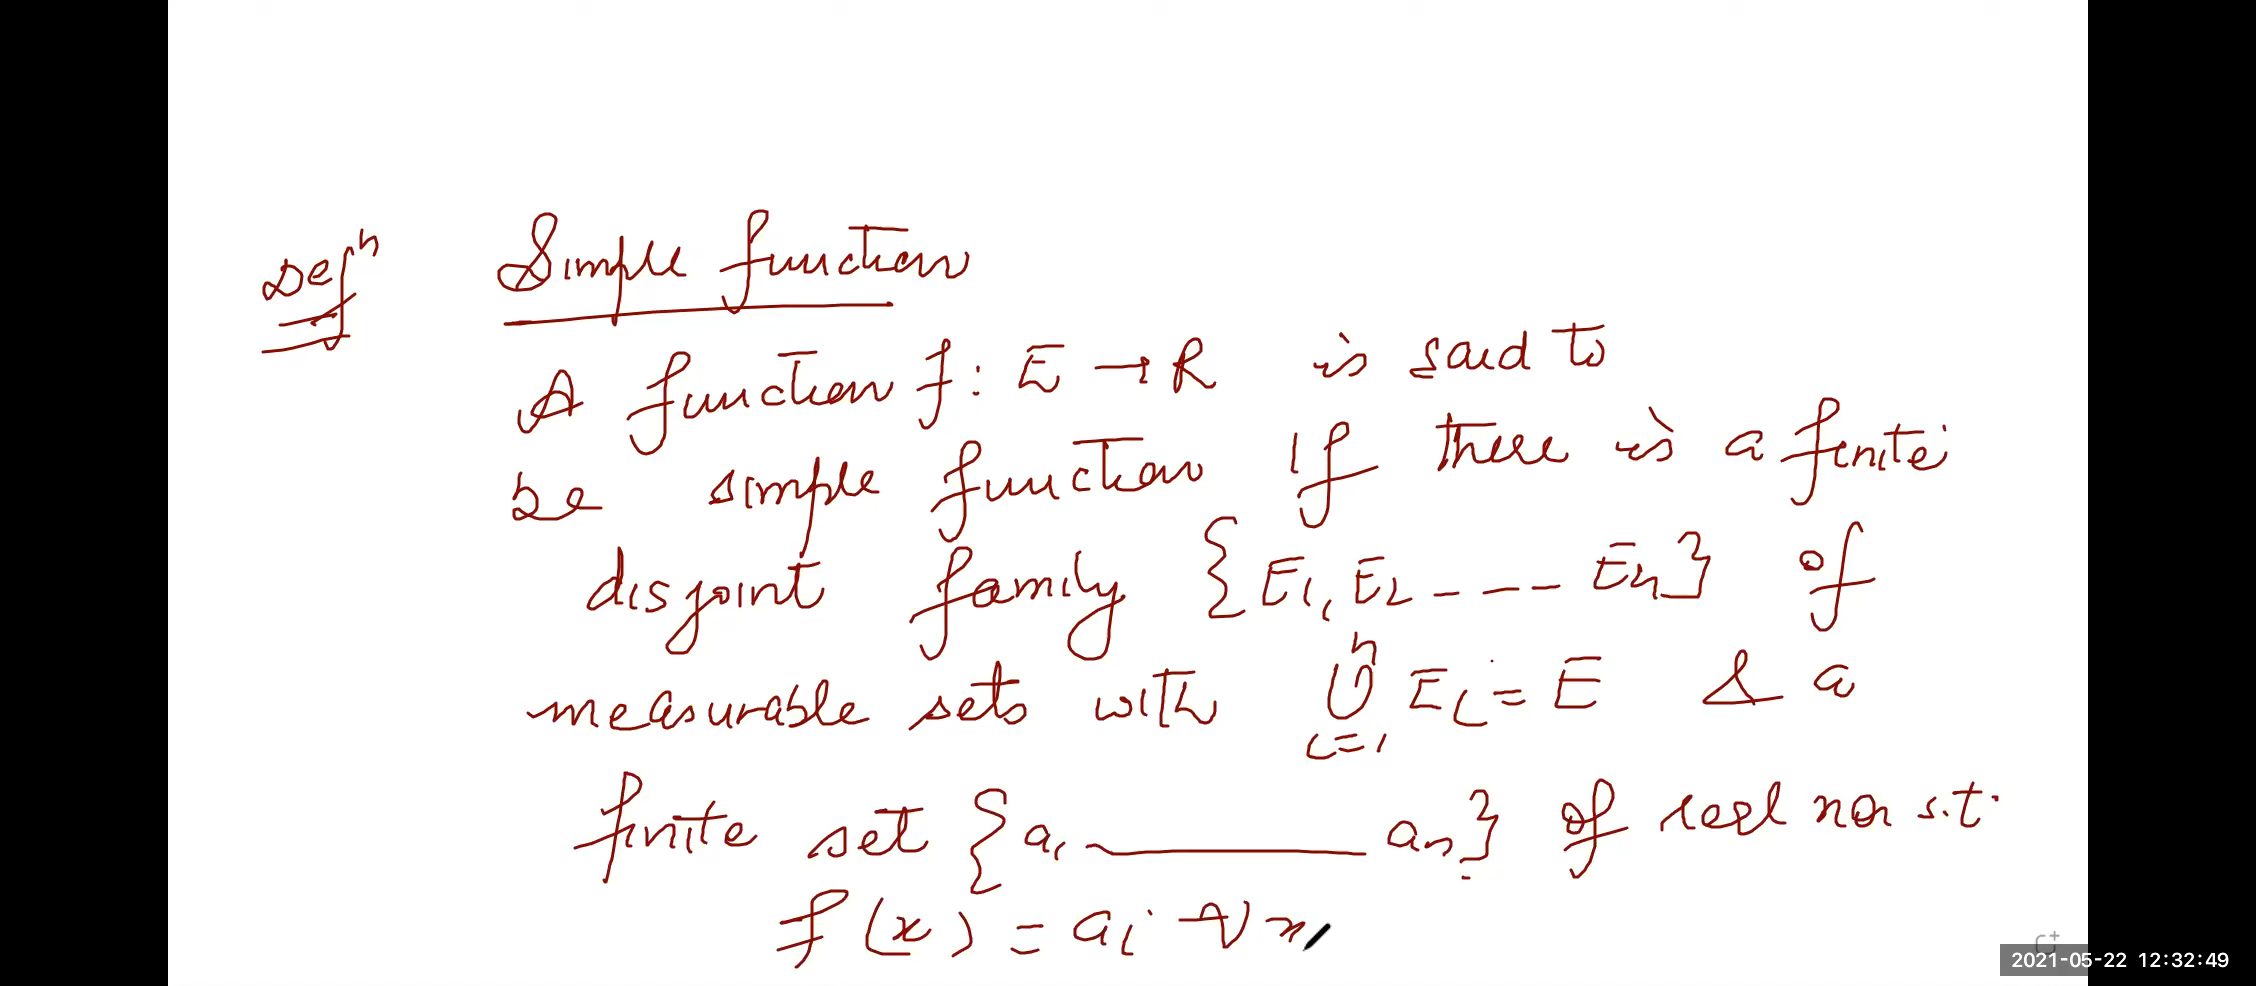 Defⁿ Simple function
A function f: E → R is said to
be simple function if there is a finite
disjoint family {E₁, E₂ - - - - En} of
measurable sets with ⋃ⁿᵢ₌₁ Eᵢ = E & a
finite set {a₁ ——— an} of real nos s.t.
f(x) = aᵢ ∀ x
2021-05-22 12:32:49